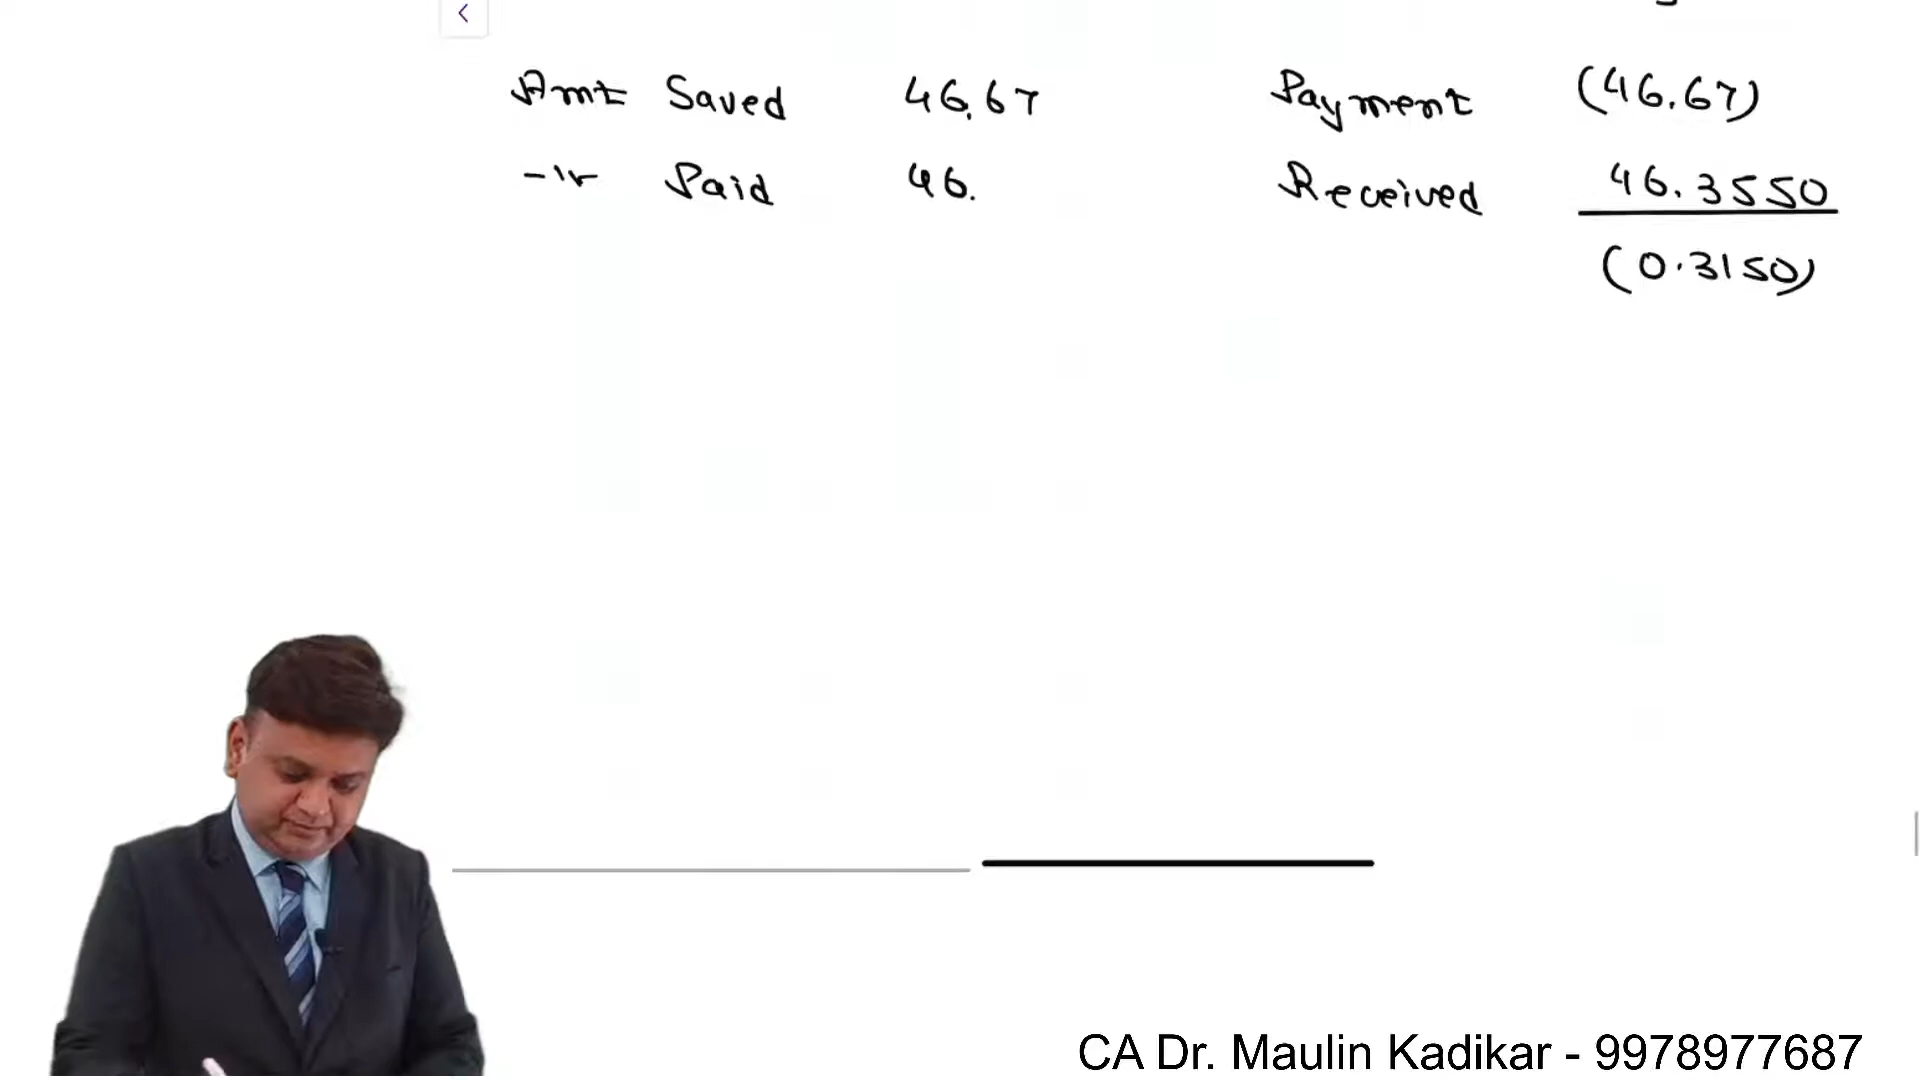 Amt Saved 46.67 Payment (46.67)
Paid 46. Received 46.3550
(0.3150)
CA Dr. Maulin Kadikar - 9978977687